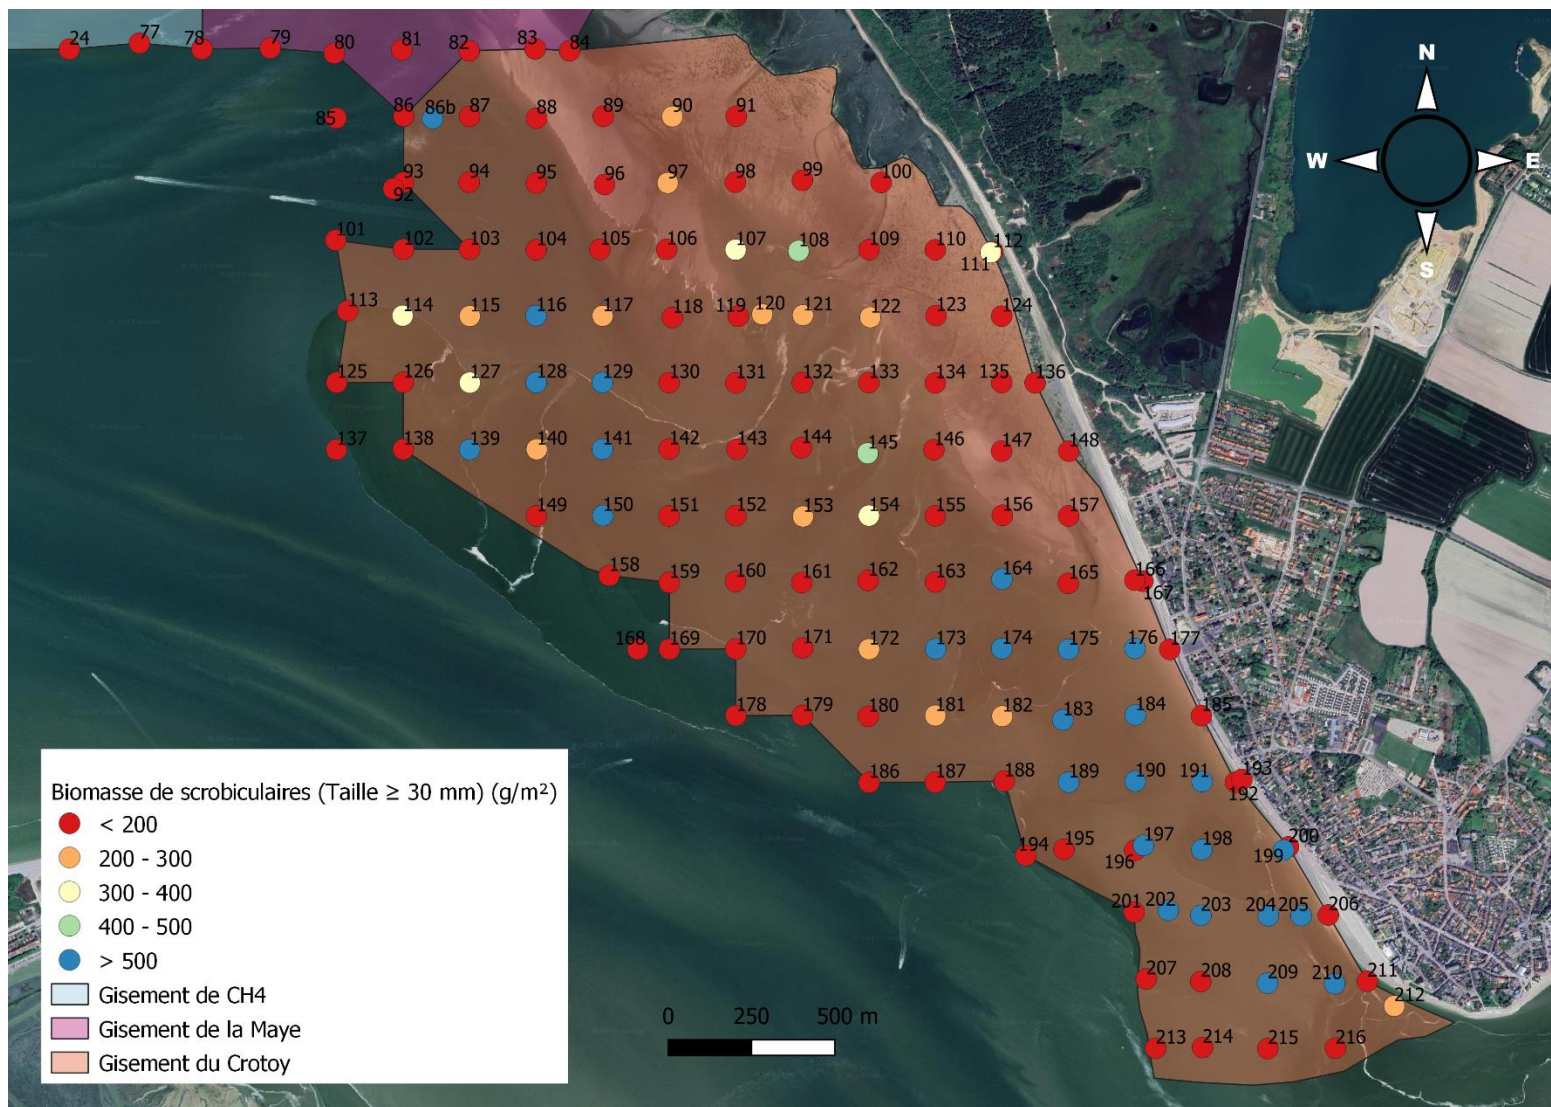 24 77 78 79 80 81 82 83 84
N
85 86 86b 87 88 89 90 91
W E
92 93 94 95 96 97 98 99 100
S
101 102 103 104 105 106 107 108 109 110 111 112
113 114 115 116 117 118 119 120 121 122 123 124
125 126 127 128 129 130 131 132 133 134 135 136
137 138 139 140 141 142 143 144 145 146 147 148
149 150 151 152 153 154 155 156 157
158 159 160 161 162 163 164 165 166 167
168 169 170 171 172 173 174 175 176 177
178 179 180 181 182 183 184 185
186 187 188 189 190 191 192 193
194 195 196 197 198 199 200
201 202 203 204 205 206
207 208 209 210 211
212
213 214 215 216
Biomasse de scrobiculaires (Taille ≥ 30 mm) (g/m²)
< 200
200 - 300
300 - 400
400 - 500
> 500
Gisement de CH4
Gisement de la Maye
Gisement du Crotoy
0 250 500 m